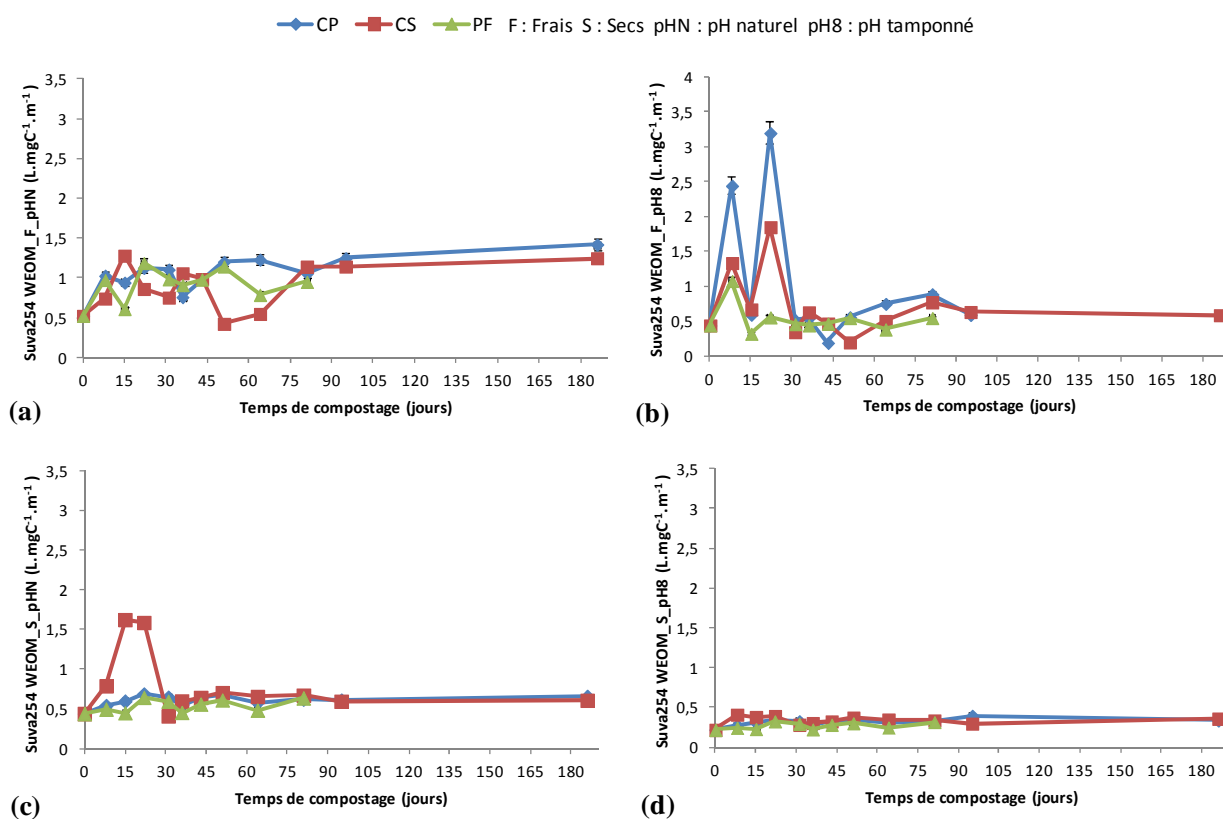 CP CS PF F : Frais S : Secs pHN : pH naturel pH8 : pH tamponné
Suva254 WEOM_F_pHN (L.mgC⁻¹.m⁻¹)
3,5
3
2,5
2
1,5
1
0,5
0
0 15 30 45 60 75 90 105 120 135 150 165 180
Temps de compostage (jours)
(a)
Suva254 WEOM_F_pH8 (L.mgC⁻¹.m⁻¹)
4
3,5
3
2,5
2
1,5
1
0,5
0
0 15 30 45 60 75 90 105 120 135 150 165 180
Temps de compostage (jours)
(b)
Suva254 WEOM_S_pHN (L.mgC⁻¹.m⁻¹)
3,5
3
2,5
2
1,5
1
0,5
0
0 15 30 45 60 75 90 105 120 135 150 165 180
Temps de compostage (jours)
(c)
Suva254 WEOM_S_pH8 (L.mgC⁻¹.m⁻¹)
3,5
3
2,5
2
1,5
1
0,5
0
0 15 30 45 60 75 90 105 120 135 150 165 180
Temps de compostage (jours)
(d)